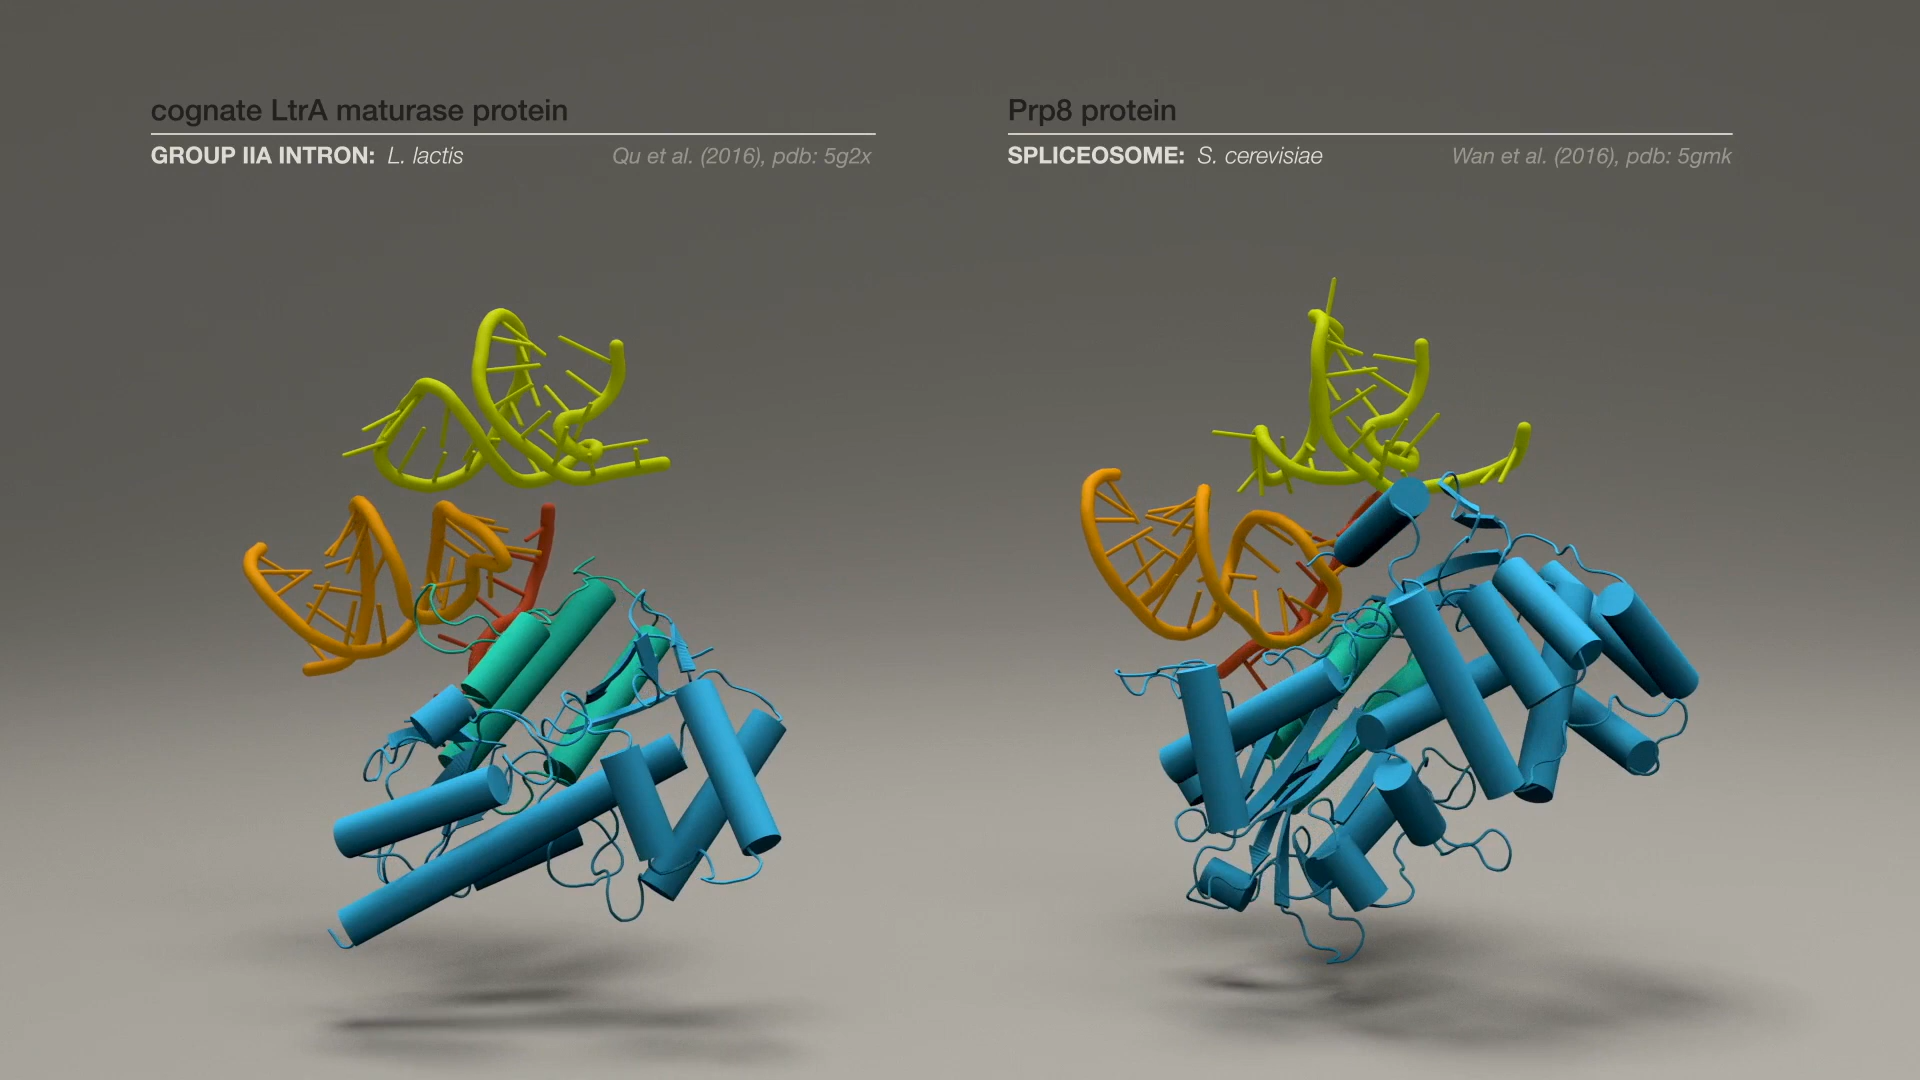 cognate LtrA maturase protein
GROUP IIA INTRON: L. lactis Qu et al. (2016), pdb: 5g2x
Prp8 protein
SPLICEOSOME: S. cerevisiae Wan et al. (2016), pdb: 5gmk